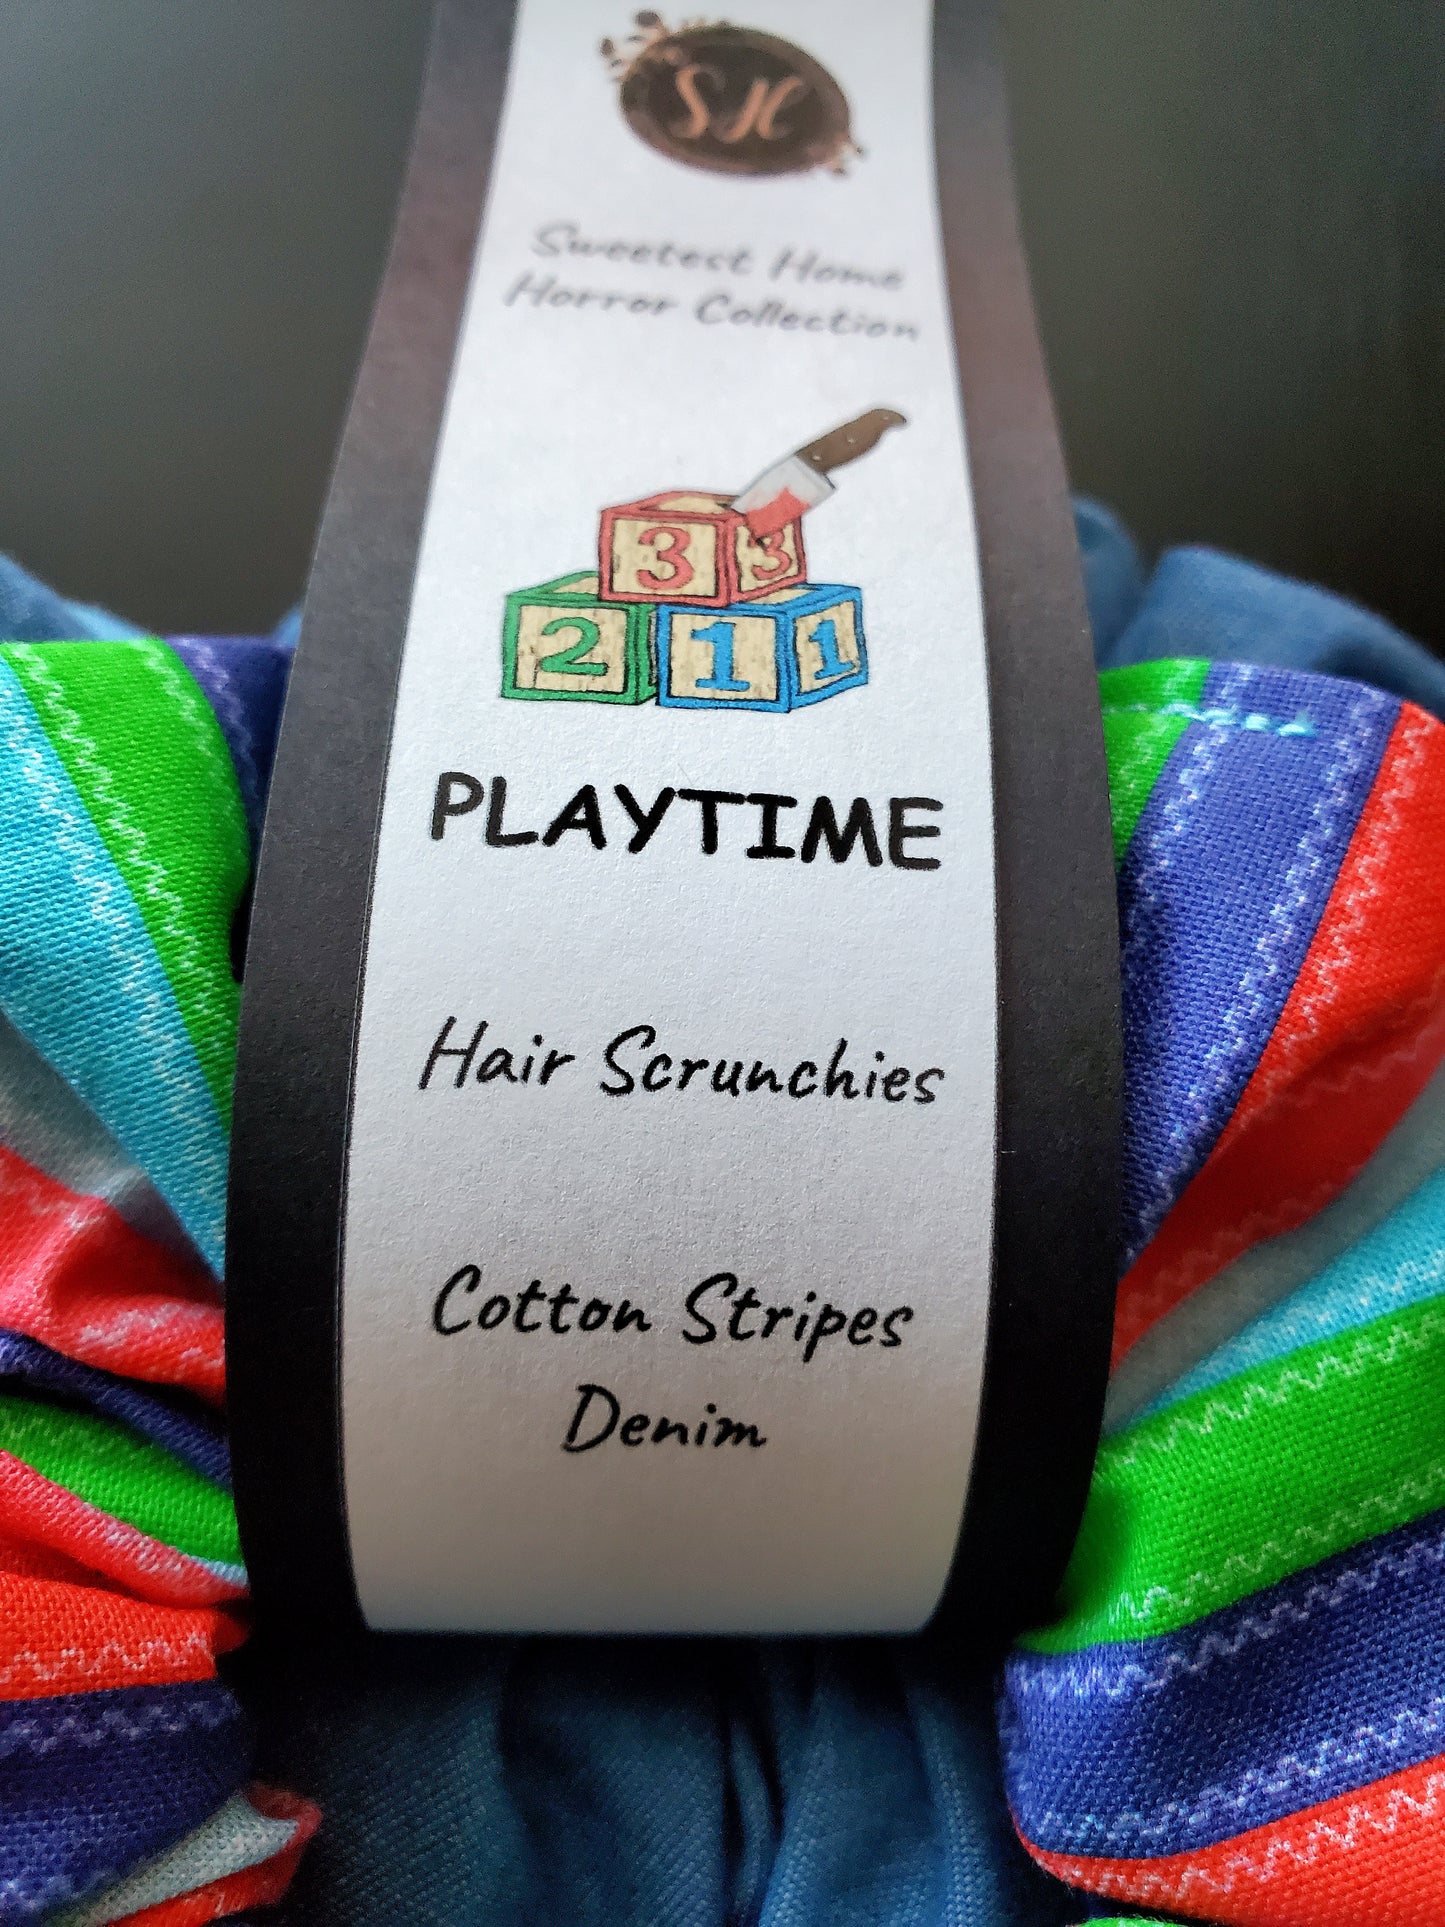 SH
Sweetest Home
Horror Collection
3 3
2 1 1
PLAYTIME
Hair Scrunchies
Cotton Stripes
Denim